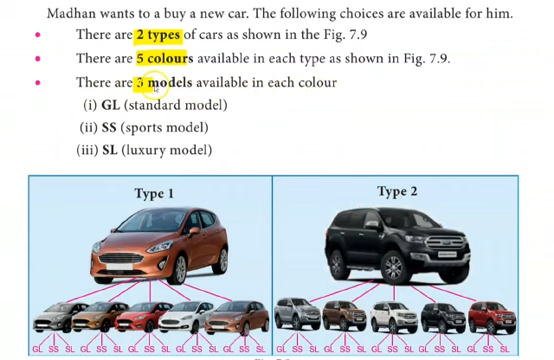 Madhan wants to a buy a new car. The following choices are available for him.
• There are 2 types of cars as shown in the Fig. 7.9
• There are 5 colours available in each type as shown in Fig. 7.9.
• There are 3 models available in each colour
(i) GL (standard model)
(ii) SS (sports model)
(iii) SL (luxury model)
Type 1
Type 2
GL SS SL GL SS SL GL SS SL GL SS SL GL SS SL
GL SS SL GL SS SL GL SS SL GL SS SL GL SS SL